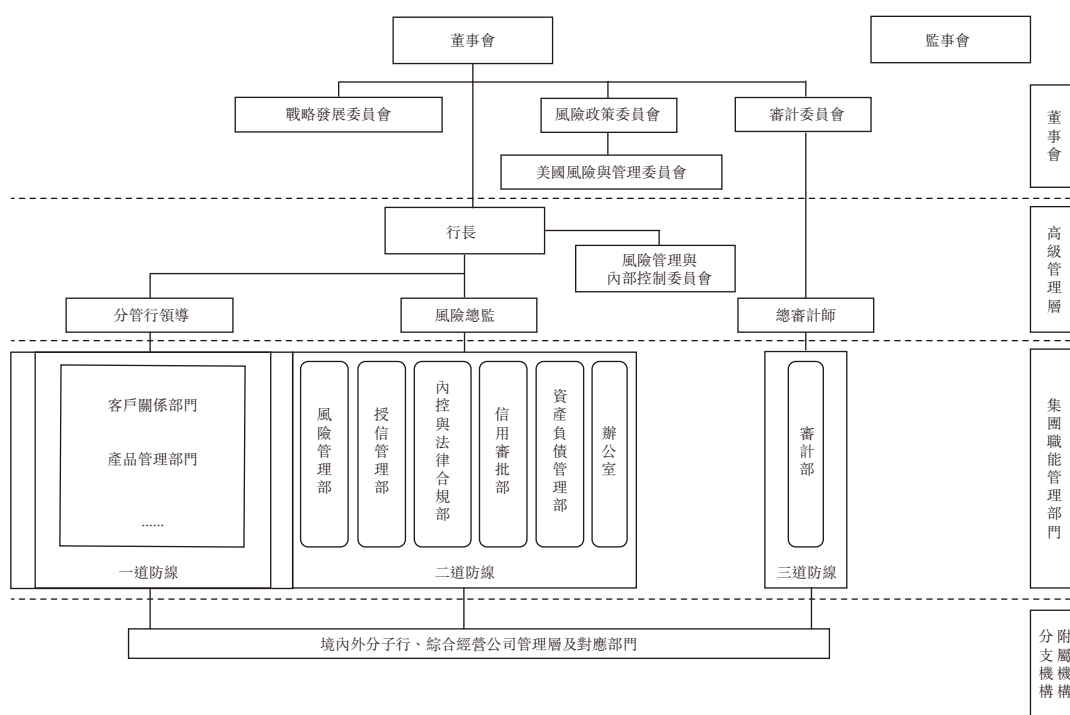 董事會
監事會
戰略發展委員會
風險政策委員會
審計委員會
美國風險與管理委員會
董事會
行長
風險管理與
內部控制委員會
高級管理層
分管行領導
風險總監
總審計師
客戶關係部門
產品管理部門
......
一道防線
風險管理部
授信管理部
內控與法律合規部
信用審批部
資產負債管理部
辦公室
二道防線
審計部
三道防線
集團職能管理部門
境內外分子行、綜合經營公司管理層及對應部門
附屬機構
分支機構